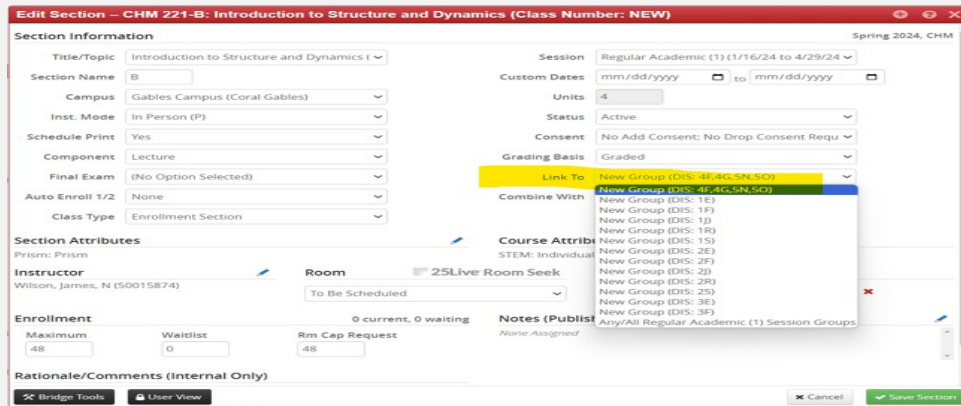 Edit Section – CHM 221-B: Introduction to Structure and Dynamics (Class Number: NEW)
Section Information Spring 2024, CHM
Title/Topic Introduction to Structure and Dynamics ( Session Regular Academic (1) (1/16/24 to 4/29/24
Section Name B Custom Dates mm/dd/yyyy to mm/dd/yyyy
Campus Gables Campus (Coral Gables) Units 4
Inst. Mode In Person (P) Status Active
Schedule Print Yes Consent No Add Consent; No Drop Consent Requ
Component Lecture Grading Basis Graded
Final Exam (No Option Selected) Link To New Group (DIS: 4F,4G,5N,5O)
Auto Enroll 1/2 None Combine With
Class Type Enrollment Section
New Group (DIS: 4F,4G,5N,5O)
New Group (DIS: 1E)
New Group (DIS: 1F)
New Group (DIS: 1J)
New Group (DIS: 1R)
New Group (DIS: 1S)
New Group (DIS: 2E)
New Group (DIS: 2F)
New Group (DIS: 2J)
New Group (DIS: 2R)
New Group (DIS: 2S)
New Group (DIS: 3E)
New Group (DIS: 3F)
Any/All Regular Academic (1) Session Groups
Section Attributes Course Attrib
Prism: Prism STEM: Individual
Instructor Room 25Live Room Seek
Wilson, James, N (50015874) To Be Scheduled
Enrollment 0 current, 0 waiting Notes (Publis
Maximum Waitlist Rm Cap Request None Assigned
48 0 48
Rationale/Comments (Internal Only)
Bridge Tools User View Cancel Save Section